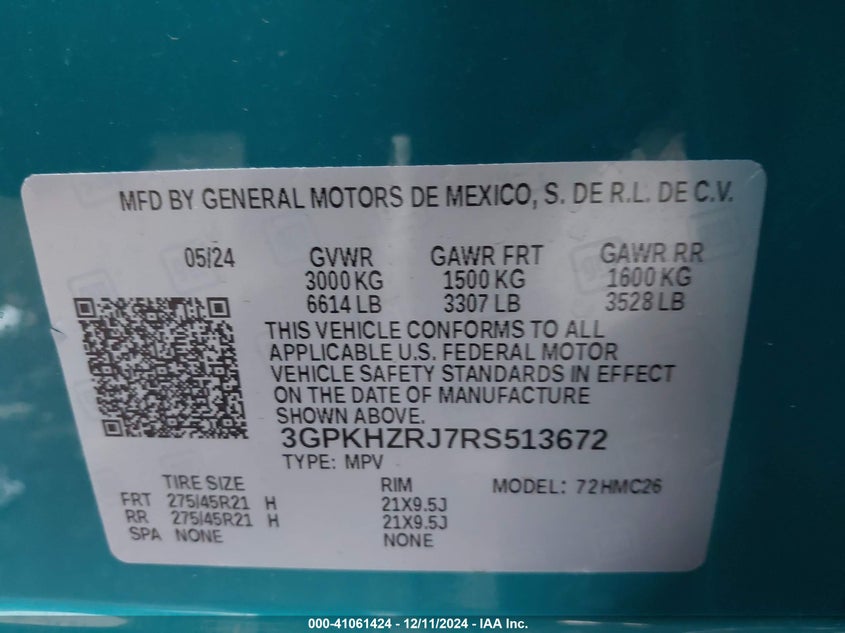 MFD BY GENERAL MOTORS DE MEXICO, S. DE R.L. DE C.V.
05/24 GVWR GAWR FRT GAWR RR
3000 KG 1500 KG 1600 KG
6614 LB 3307 LB 3528 LB
THIS VEHICLE CONFORMS TO ALL
APPLICABLE U.S. FEDERAL MOTOR
VEHICLE SAFETY STANDARDS IN EFFECT
ON THE DATE OF MANUFACTURE
SHOWN ABOVE.
3GPKHZRJ7RS513672
TYPE: MPV
TIRE SIZE RIM MODEL: 72HMC26
FRT 275/45R21 H 21X9.5J
RR 275/45R21 H 21X9.5J
SPA NONE NONE
000-41061424 - 12/11/2024 - IAA Inc.